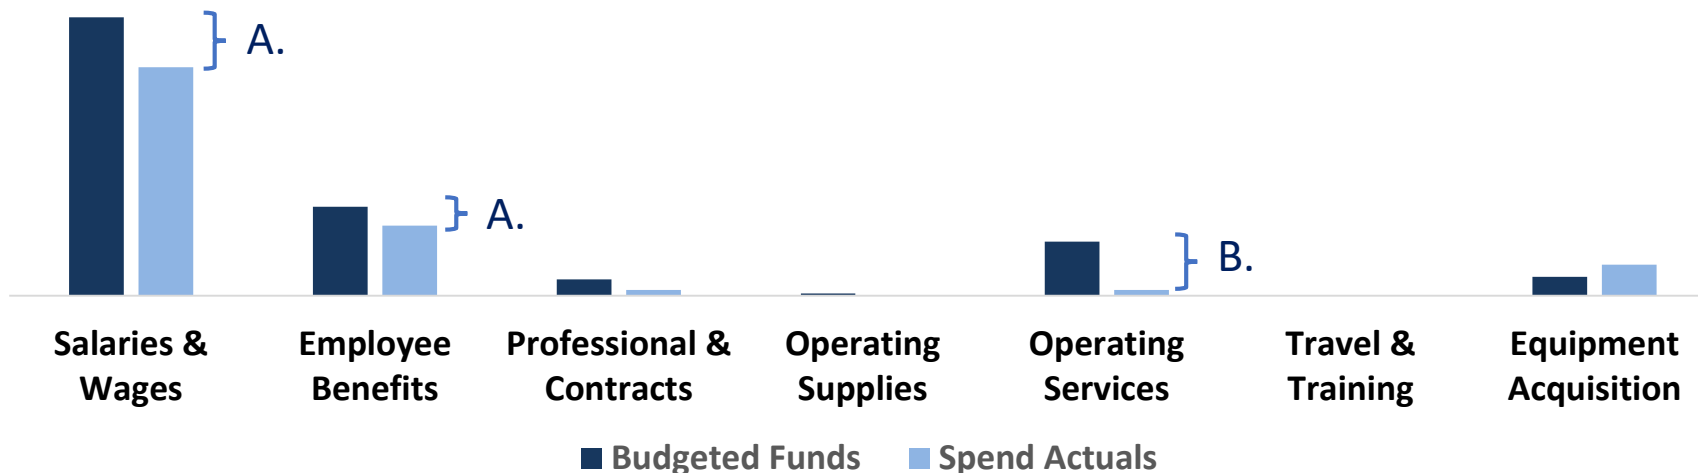 A.
A.
B.
Salaries &
Wages
Employee
Benefits
Professional &
Contracts
Operating
Supplies
Operating
Services
Travel &
Training
Equipment
Acquisition
Budgeted Funds
Spend Actuals